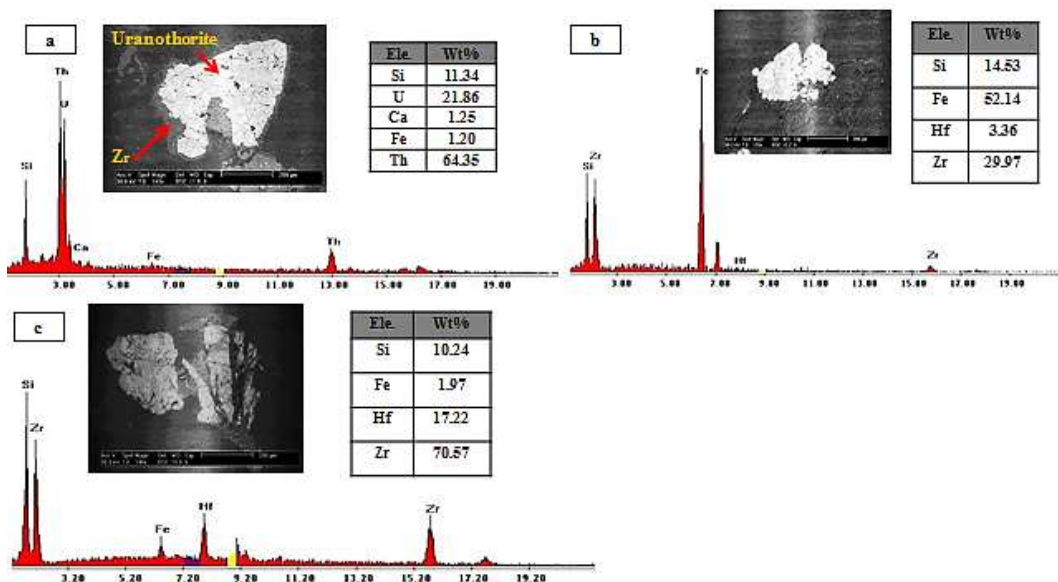 a
Uranothorite
Zr
Ele. Wt%
Si 11.34
U 21.86
Ca 1.25
Fe 1.20
Th 64.35
Th
U
Si
Ca
Fe
Th
3.00 5.00 7.00 9.00 11.00 13.00 15.00 17.00 19.00
b
Ele. Wt%
Si 14.53
Fe 52.14
Hf 3.36
Zr 29.97
Fe
Zr
Si
Hf
Zr
3.00 5.00 7.00 9.00 11.00 13.00 15.00 17.00 19.00
c
Ele. Wt%
Si 10.24
Fe 1.97
Hf 17.22
Zr 70.57
Si
Zr
Fe
Hf
Zr
3.20 5.20 7.20 9.20 11.20 13.20 15.20 17.20 19.20